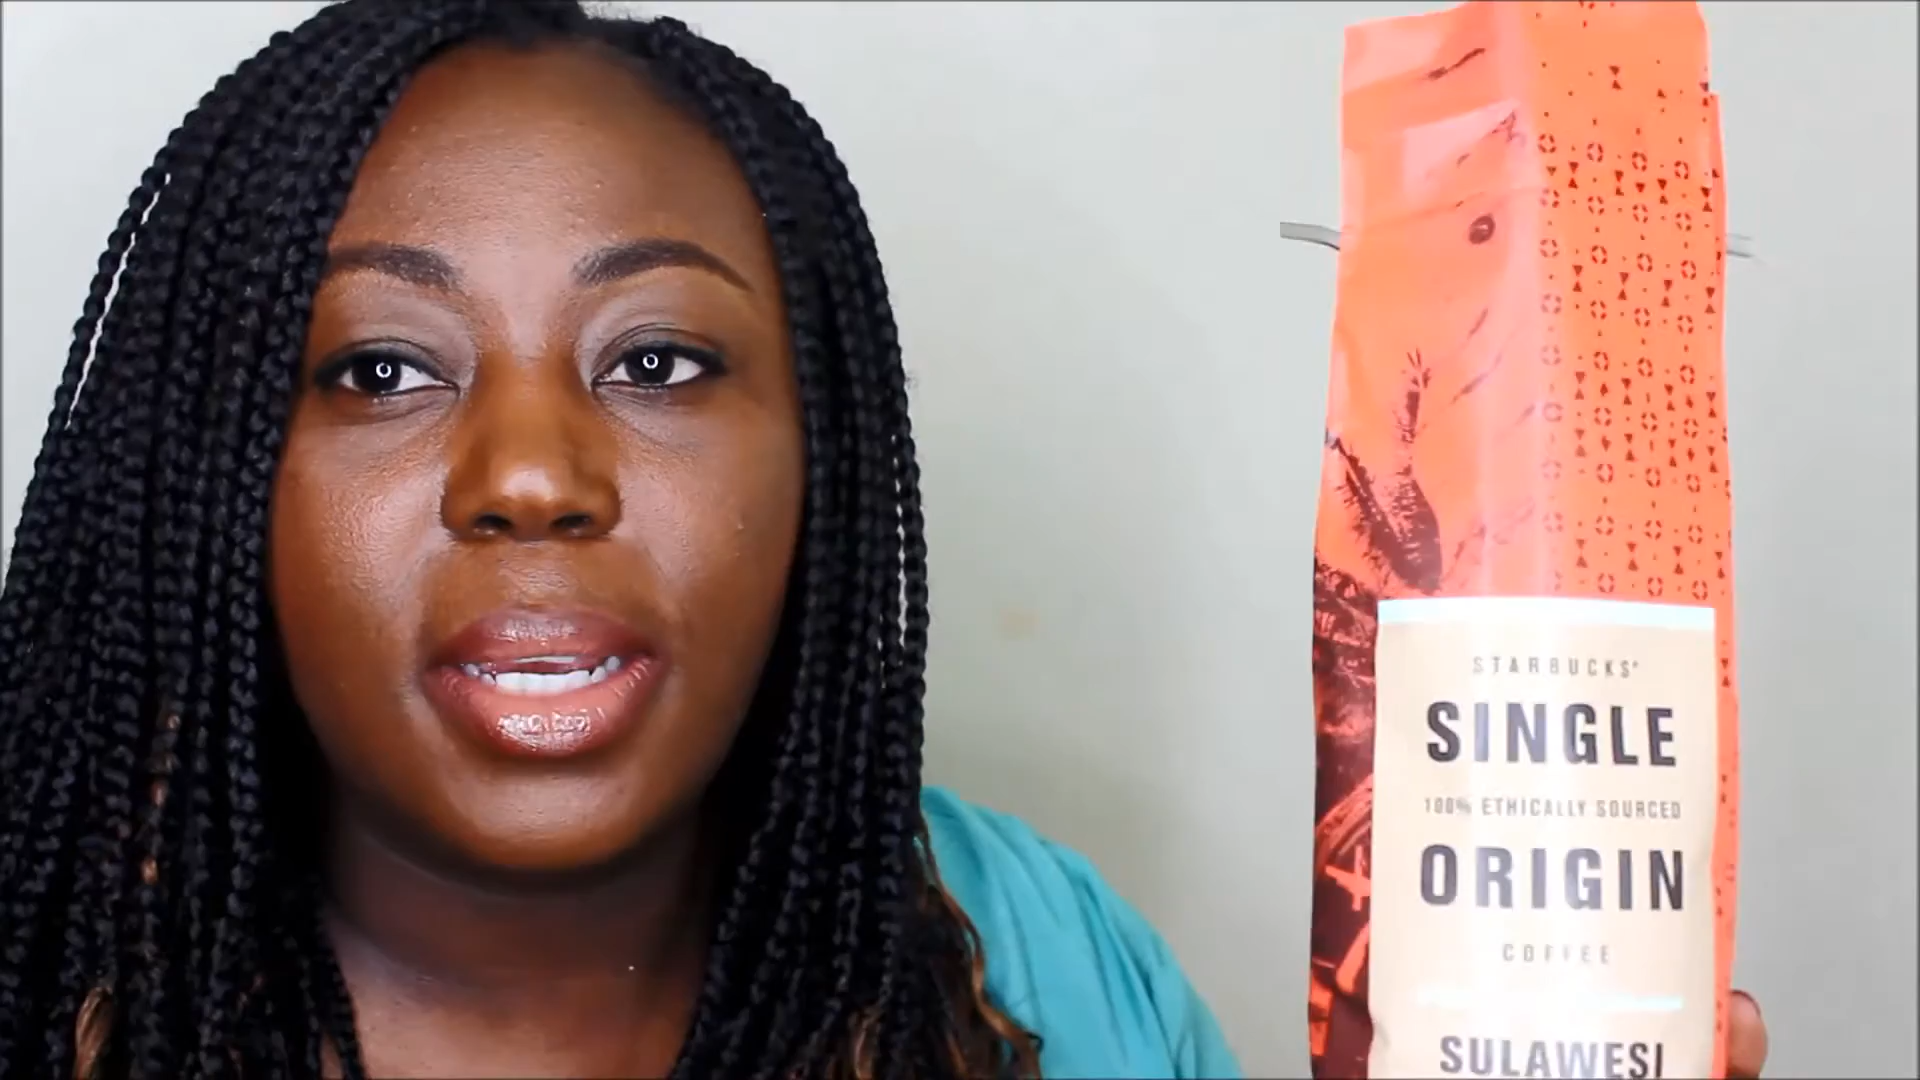 STARBUCKS®
SINGLE
100% ETHICALLY SOURCED
ORIGIN
COFFEE
SULAWESI